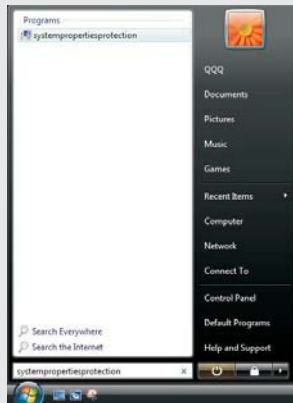 Programs
systempropertiesprotection
Search Everywhere
Search the Internet
systempropertiesprotection
QQQ
Documents
Pictures
Music
Games
Recent Items
Computer
Network
Connect To
Control Panel
Default Programs
Help and Support